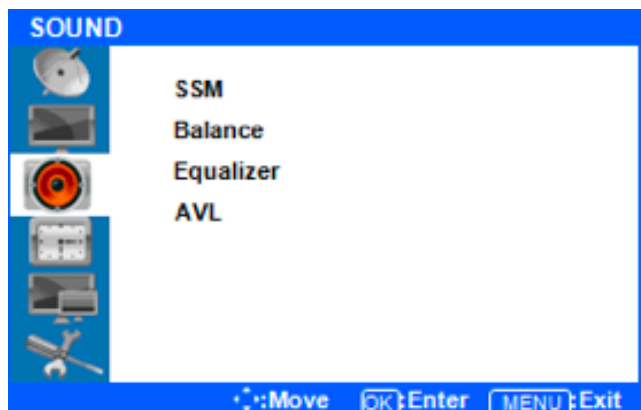 SOUND
SSM
Balance
Equalizer
AVL
:Move OK:Enter MENU:Exit